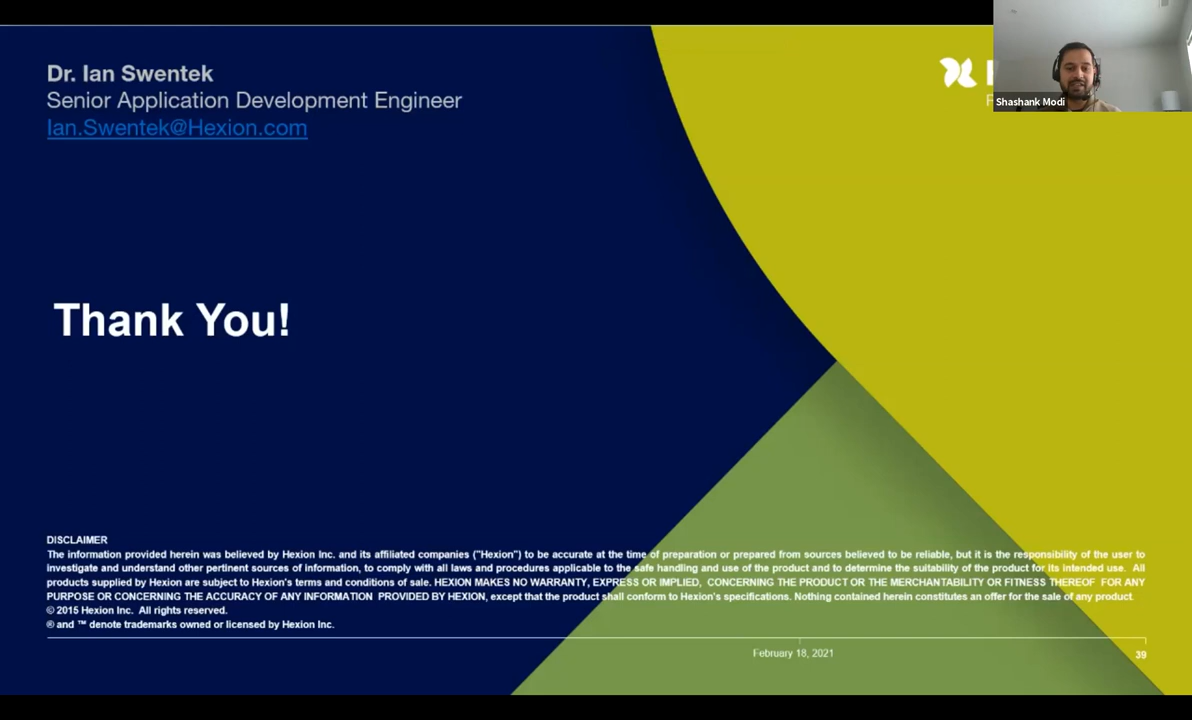 Dr. Ian Swentek
Senior Application Development Engineer
Ian.Swentek@Hexion.com
Shashank Modi
Thank You!
DISCLAIMER
The information provided herein was believed by Hexion Inc. and its affiliated companies ("Hexion") to be accurate at the time of preparation or prepared from sources believed to be reliable, but it is the responsibility of the user to
investigate and understand other pertinent sources of information, to comply with all laws and procedures applicable to the safe handling and use of the product and to determine the suitability of the product for its intended use. All
products supplied by Hexion are subject to Hexion's terms and conditions of sale. HEXION MAKES NO WARRANTY, EXPRESS OR IMPLIED, CONCERNING THE PRODUCT OR THE MERCHANTABILITY OR FITNESS THEREOF FOR ANY
PURPOSE OR CONCERNING THE ACCURACY OF ANY INFORMATION PROVIDED BY HEXION, except that the product shall conform to Hexion's specifications. Nothing contained herein constitutes an offer for the sale of any product.
© 2015 Hexion Inc. All rights reserved.
® and ™ denote trademarks owned or licensed by Hexion Inc.
February 18, 2021
39